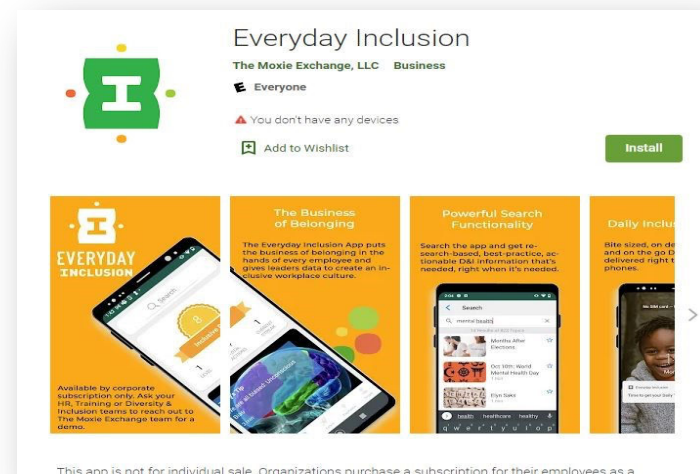 Everyday Inclusion
The Moxie Exchange, LLC Business
E Everyone
You don't have any devices
Add to Wishlist
Install
I
EVERYDAY
INCLUSION
Available by corporate
subscription only. Ask your
HR, Training or Diversity &
Inclusion teams to reach out to
The Moxie Exchange team for a
demo.
Search
8
The Business
of Belonging
The Everyday Inclusion App puts
the business of belonging in the
hands of every employee and
gives leaders data to create an in-
clusive workplace culture.
Powerful Search
Functionality
Search the app and get re-
search-based, best-practice, ac-
tionable D&I information that's
needed, right when it's needed.
Search
mental health
Months After
Elections
Oct 10th: World
Mental Health Day
health healthcare healthy
q w e r t y u i o p
Daily Inclus
Bite sized, on de
and on the go D
delivered right t
phones.
This app is not for individual sale. Organizations purchase a subscription for their employees as a